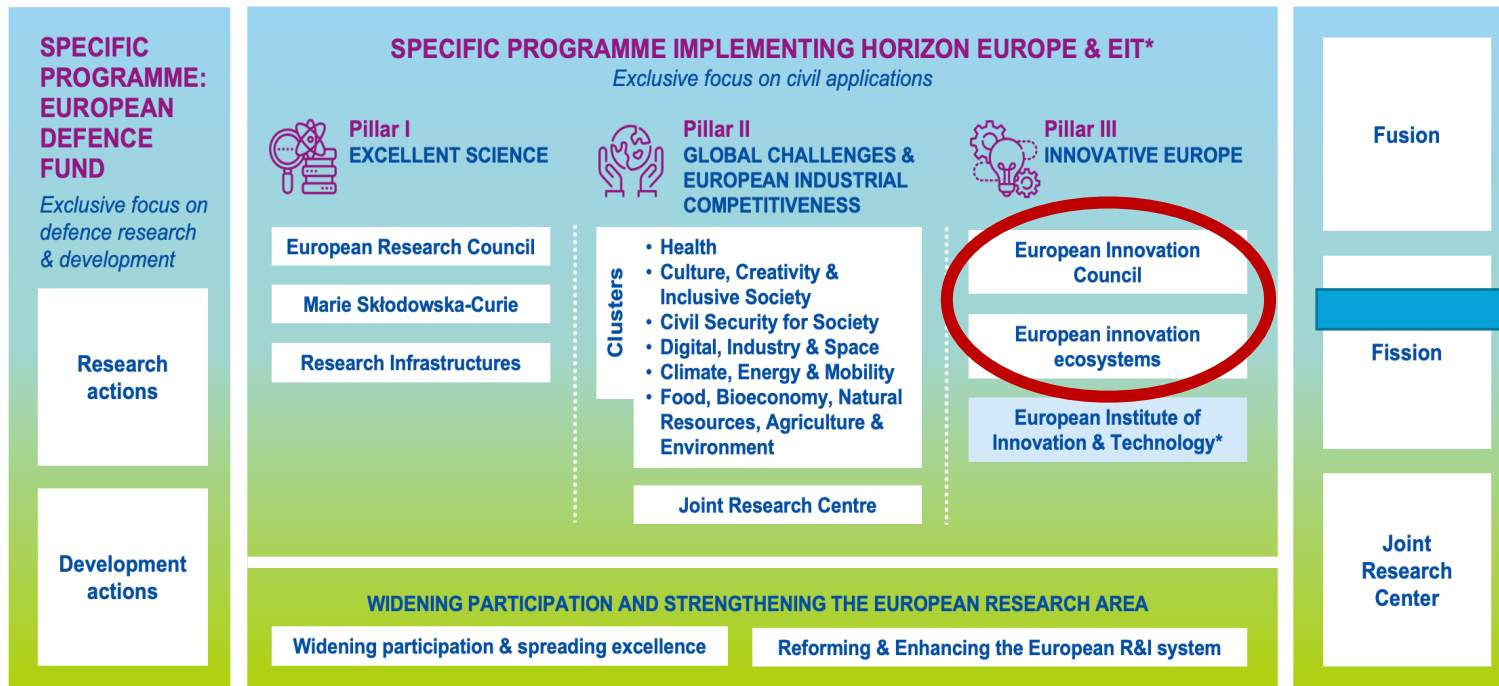 SPECIFIC
PROGRAMME:
EUROPEAN
DEFENCE
FUND
Exclusive focus on
defence research
& development
Research
actions
Development
actions
SPECIFIC PROGRAMME IMPLEMENTING HORIZON EUROPE & EIT*
Exclusive focus on civil applications
Pillar I
EXCELLENT SCIENCE
European Research Council
Marie Skłodowska-Curie
Research Infrastructures
Pillar II
GLOBAL CHALLENGES &
EUROPEAN INDUSTRIAL
COMPETITIVENESS
Clusters
• Health
• Culture, Creativity &
Inclusive Society
• Civil Security for Society
• Digital, Industry & Space
• Climate, Energy & Mobility
• Food, Bioeconomy, Natural
Resources, Agriculture &
Environment
Joint Research Centre
Pillar III
INNOVATIVE EUROPE
European Innovation
Council
European innovation
ecosystems
European Institute of
Innovation & Technology*
WIDENING PARTICIPATION AND STRENGTHENING THE EUROPEAN RESEARCH AREA
Widening participation & spreading excellence
Reforming & Enhancing the European R&I system
Fusion
Fission
Joint
Research
Center